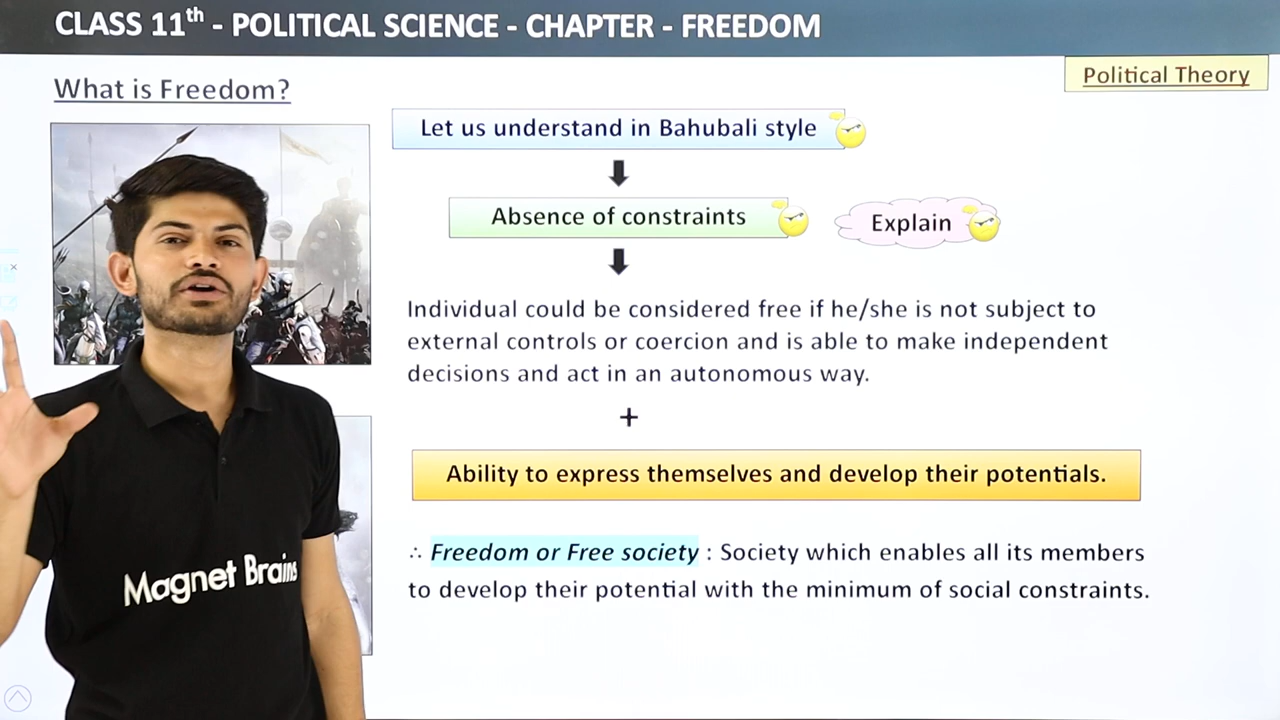 CLASS 11th - POLITICAL SCIENCE - CHAPTER - FREEDOM
Political Theory
What is Freedom?
Let us understand in Bahubali style
Absence of constraints
Explain
Individual could be considered free if he/she is not subject to
external controls or coercion and is able to make independent
decisions and act in an autonomous way.
+
Ability to express themselves and develop their potentials.
∴ Freedom or Free society : Society which enables all its members
to develop their potential with the minimum of social constraints.
Magnet Brains